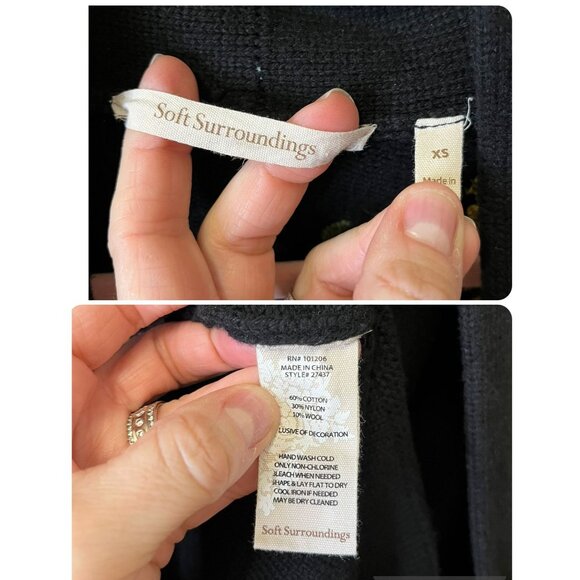 Soft Surroundings
XS
Made in
RN# 101206
MADE IN CHINA
STYLE# 27437
60% COTTON
30% NYLON
10% WOOL
LUSIVE OF DECORATION
HAND WASH COLD
ONLY NON-CHLORINE
BLEACH WHEN NEEDED
SHAPE & LAY FLAT TO DRY
COOL IRON IF NEEDED
MAY BE DRY CLEANED
Soft Surroundings